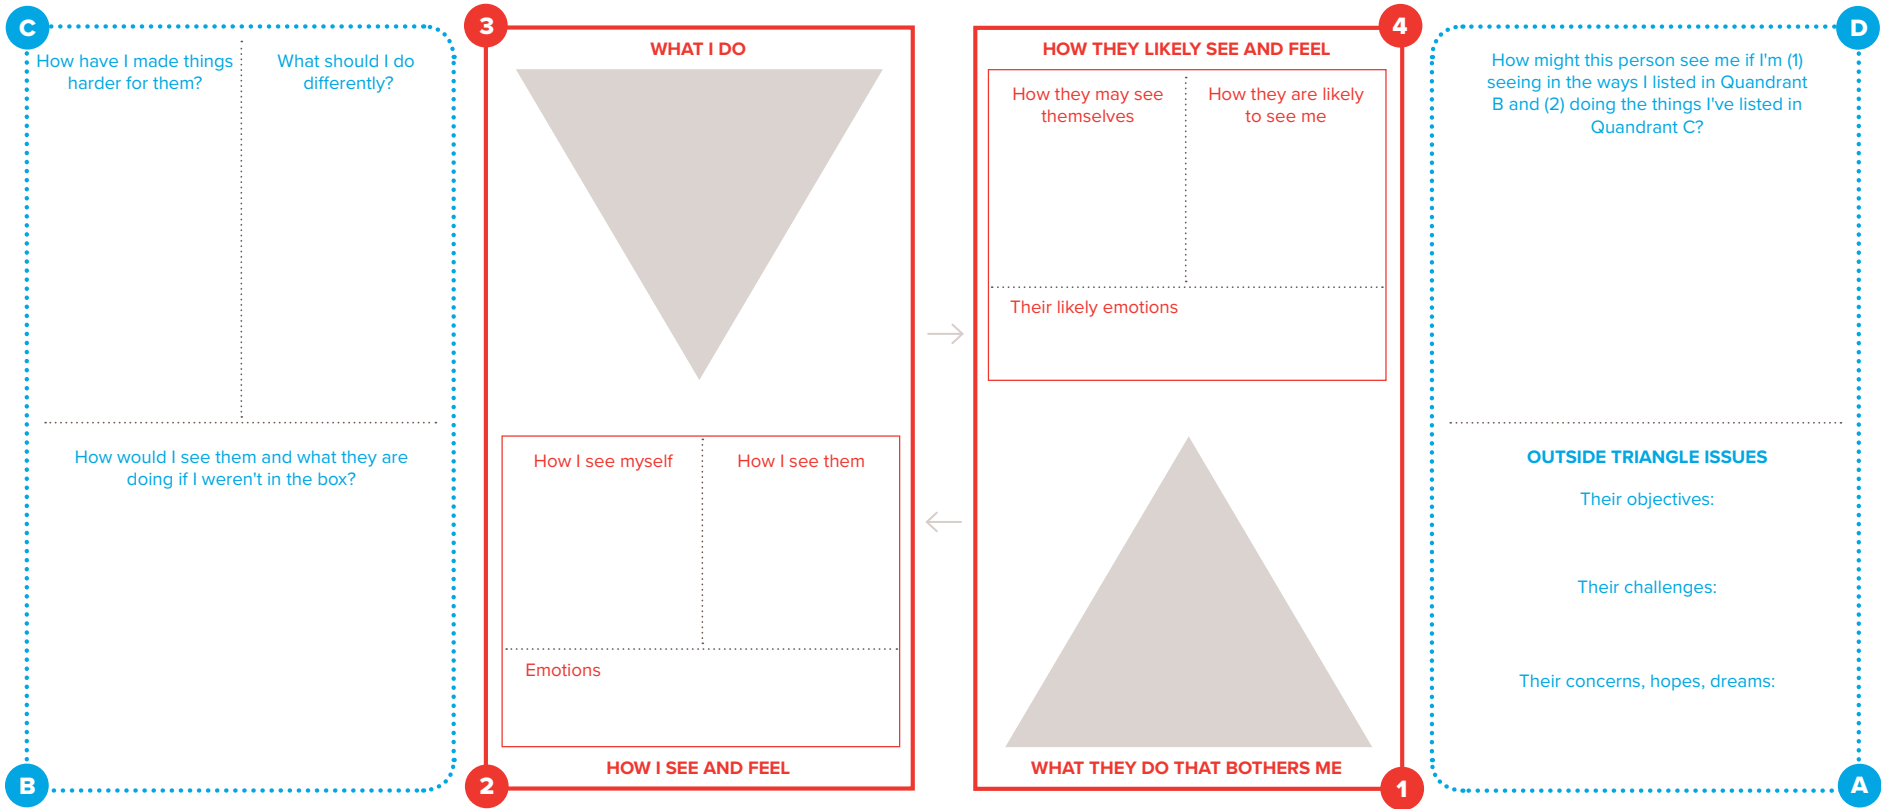 C
How have I made things
harder for them?
What should I do
differently?
How would I see them and what they are
doing if I weren't in the box?
B
3
WHAT I DO
How I see myself
How I see them
Emotions
HOW I SEE AND FEEL
2
4
HOW THEY LIKELY SEE AND FEEL
How they may see
themselves
How they are likely
to see me
Their likely emotions
WHAT THEY DO THAT BOTHERS ME
1
D
How might this person see me if I'm (1)
seeing in the ways I listed in Quandrant
B and (2) doing the things I've listed in
Quandrant C?
OUTSIDE TRIANGLE ISSUES
Their objectives:
Their challenges:
Their concerns, hopes, dreams:
A